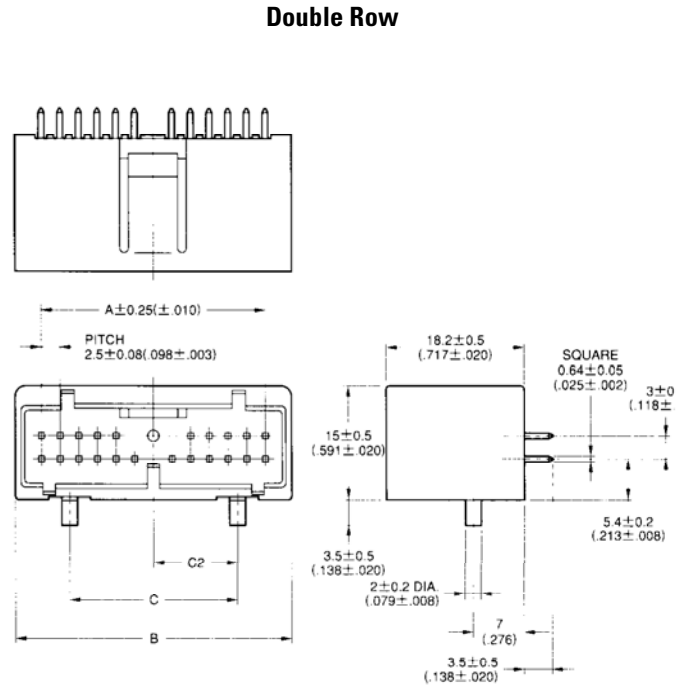 Double Row
A±0.25(±.010)
PITCH
2.5±0.08(.098±.003)
18.2±0.5
(.717±.020)
SQUARE
0.64±0.05
(.025±.002)
3±0
(.118±.
15±0.5
(.591±.020)
5.4±0.2
(.213±.008)
3.5±0.5
(.138±.020)
C2
2±0.2 DIA.
(.079±.008)
C
7
(.276)
B
3.5±0.5
(.138±.020)